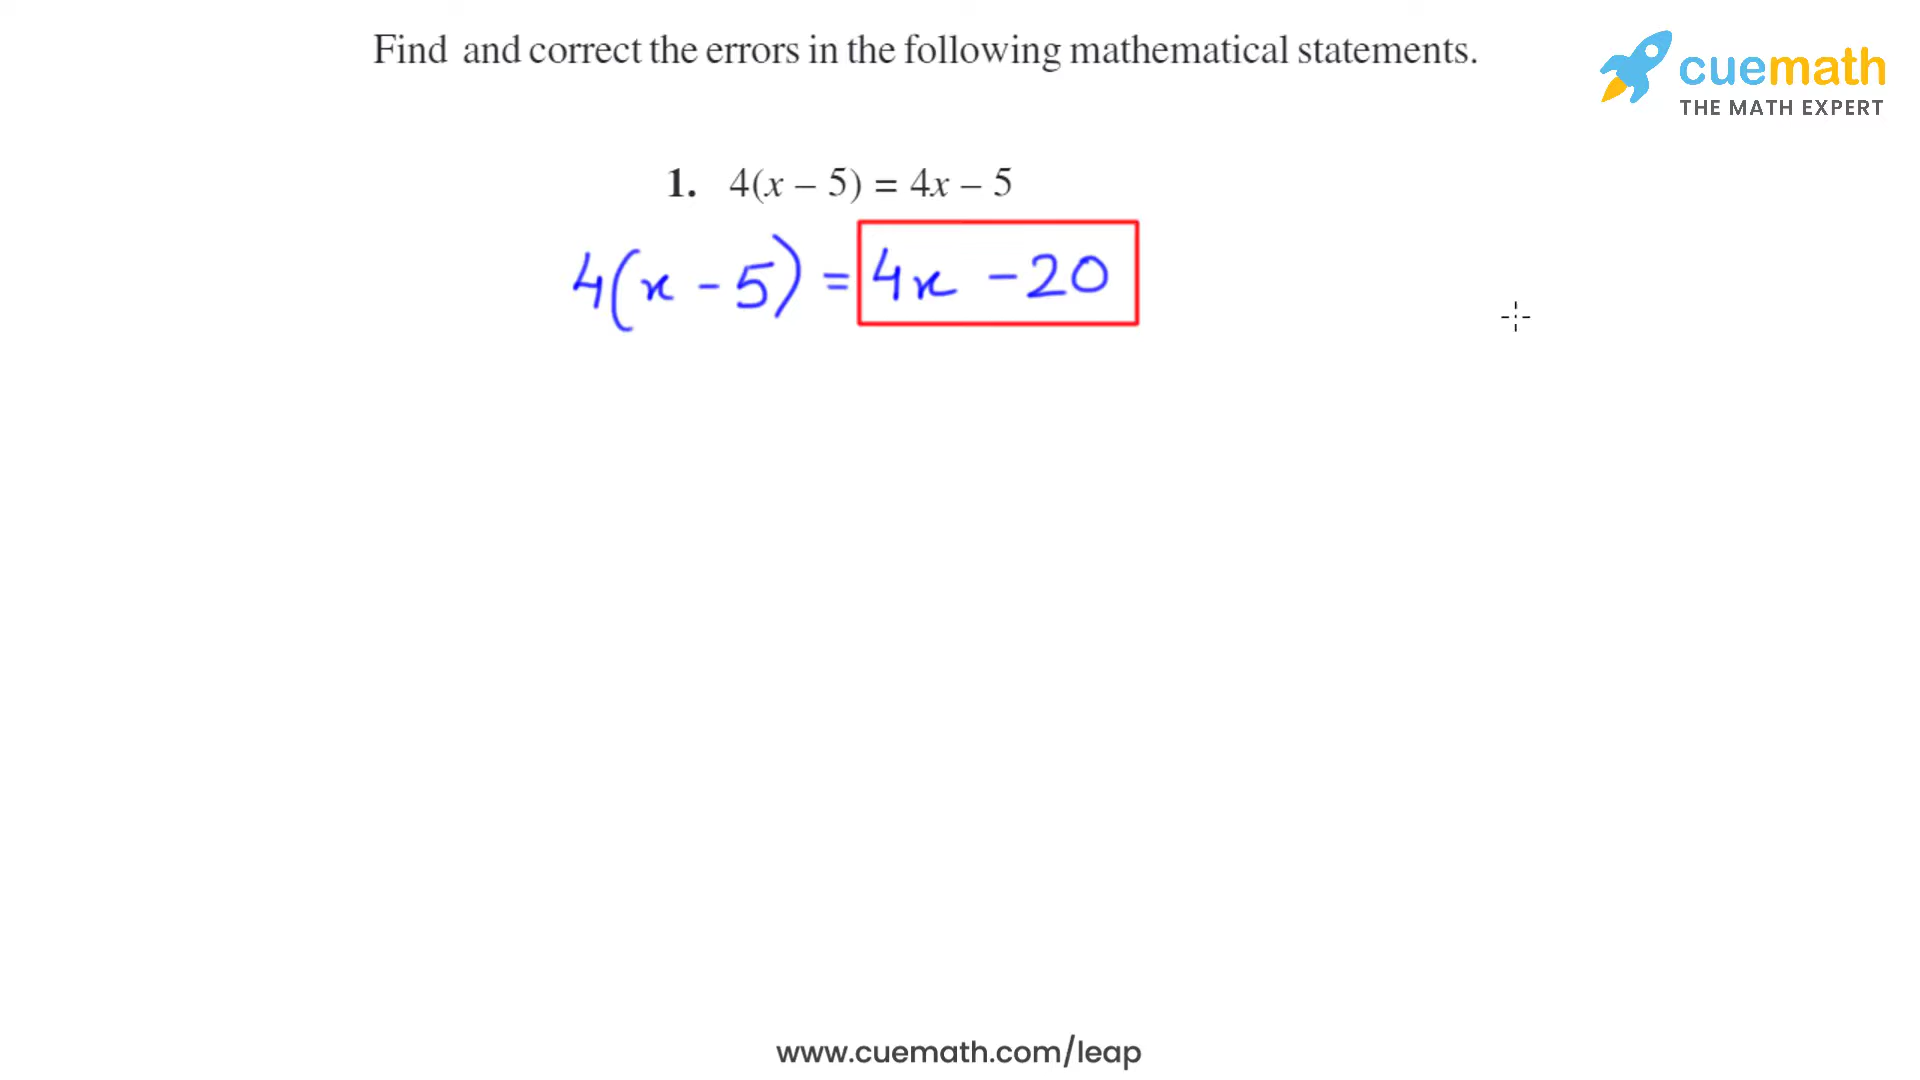 Find and correct the errors in the following mathematical statements.
cuemath
THE MATH EXPERT
1. 4(x – 5) = 4x – 5
4(x - 5) = 4x - 20
www.cuemath.com/leap